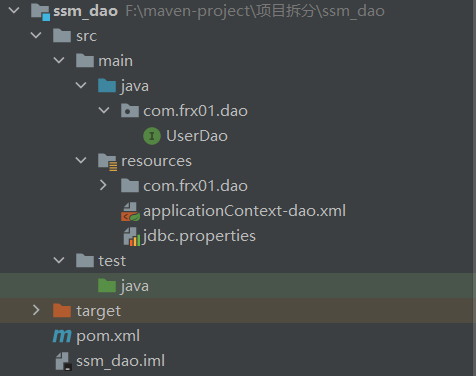 ssm_dao F:\maven-project\项目拆分\ssm_dao
src
main
java
com.frx01.dao
UserDao
resources
com.frx01.dao
applicationContext-dao.xml
jdbc.properties
test
java
target
pom.xml
ssm_dao.iml